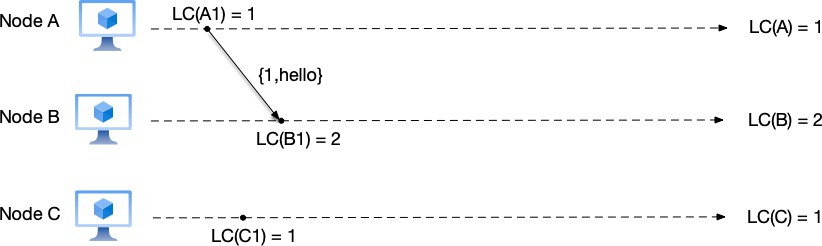 LC(A1) = 1
Node A
LC(A) = 1
{1,hello}
Node B
LC(B) = 2
LC(B1) = 2
Node C
LC(C) = 1
LC(C1) = 1